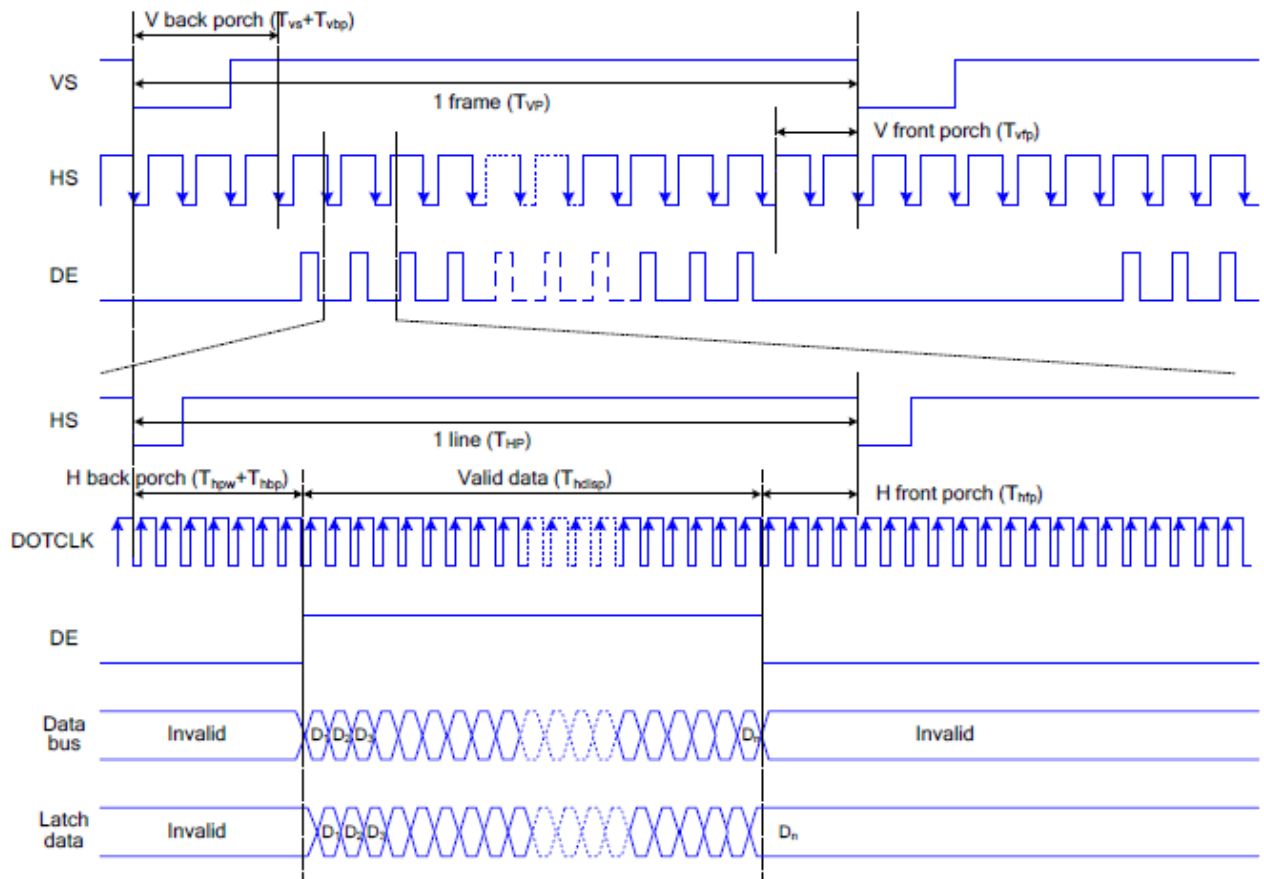 V back porch (Tvs+Tvbp)
VS
1 frame (TVP)
V front porch (Tvfp)
HS
DE
HS
1 line (THP)
H back porch (Thpw+Thbp)
Valid data (Thdisp)
H front porch (Thfp)
DOTCLK
DE
Data
bus
Invalid
D1 D2 D3
Dn
Invalid
Latch
data
Invalid
D1 D2 D3
Dn